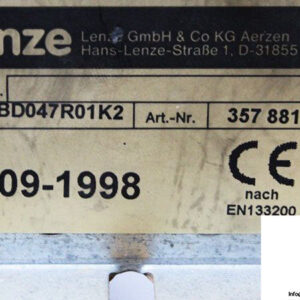 nze
Lenze GmbH & Co KG Aerzen
Hans-Lenze-Straße 1, D-31855
BD047R01K2 Art.-Nr. 357 881
09-1998 CE
nach
EN133200